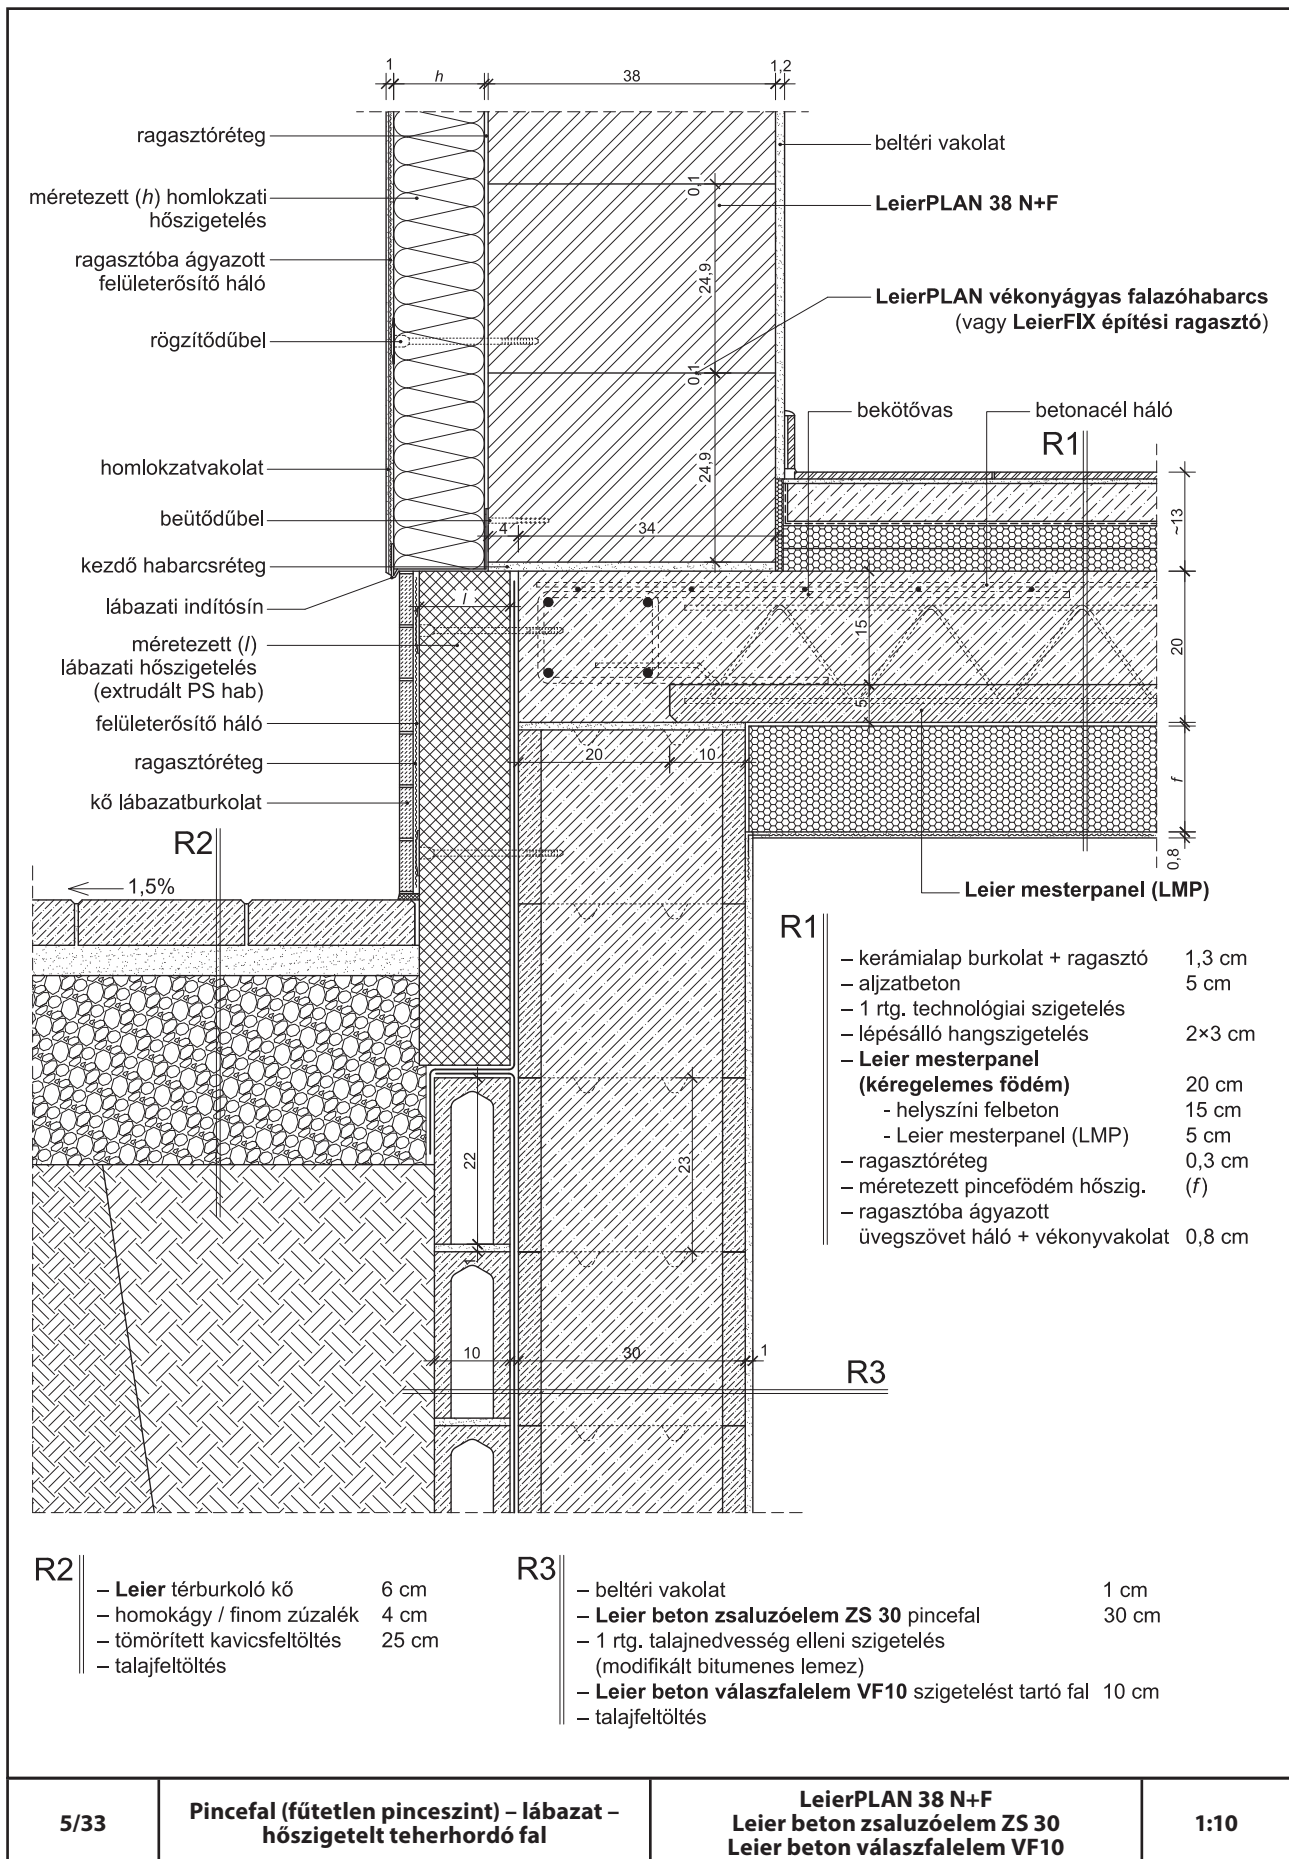 1
h
38
1,2
ragasztóréteg
beltéri vakolat
méretezett (h) homlokzati
hőszigetelés
0,1
LeierPLAN 38 N+F
ragasztóba ágyazott
felületerősítő háló
24,9
LeierPLAN vékonyágyas falazóhabarcs
(vagy LeierFIX építési ragasztó)
rögzítődűbel
0,1
bekötővas
betonacél háló
R1
homlokzatvakolat
24,9
beütődűbel
4
34
~13
kezdő habarcsréteg
lábazati indítósín
l
méretezett (l)
lábazati hőszigetelés
(extrudált PS hab)
15
20
felületerősítő háló
5
ragasztóréteg
20
10
f
kő lábazatburkolat
R2
0,8
1,5%
Leier mesterpanel (LMP)
R1
– kerámialap burkolat + ragasztó 1,3 cm
– aljzatbeton 5 cm
– 1 rtg. technológiai szigetelés
– lépésálló hangszigetelés 2×3 cm
– Leier mesterpanel
(kéregelemes födém) 20 cm
- helyszíni felbeton 15 cm
- Leier mesterpanel (LMP) 5 cm
– ragasztóréteg 0,3 cm
– méretezett pincefödém hőszig. (f)
– ragasztóba ágyazott
üvegszövet háló + vékonyvakolat 0,8 cm
22
23
1
10
30
1
R3
R2
– Leier térburkoló kő 6 cm
– homokágy / finom zúzalék 4 cm
– tömörített kavicsfeltöltés 25 cm
– talajfeltöltés
R3
– beltéri vakolat 1 cm
– Leier beton zsaluzóelem ZS 30 pincefal 30 cm
– 1 rtg. talajnedvesség elleni szigetelés
(modifikált bitumenes lemez)
– Leier beton válaszfalelem VF10 szigetelést tartó fal 10 cm
– talajfeltöltés
5/33
Pincefal (fűtetlen pinceszint) – lábazat –
hőszigetelt teherhordó fal
LeierPLAN 38 N+F
Leier beton zsaluzóelem ZS 30
Leier beton válaszfalelem VF10
1:10